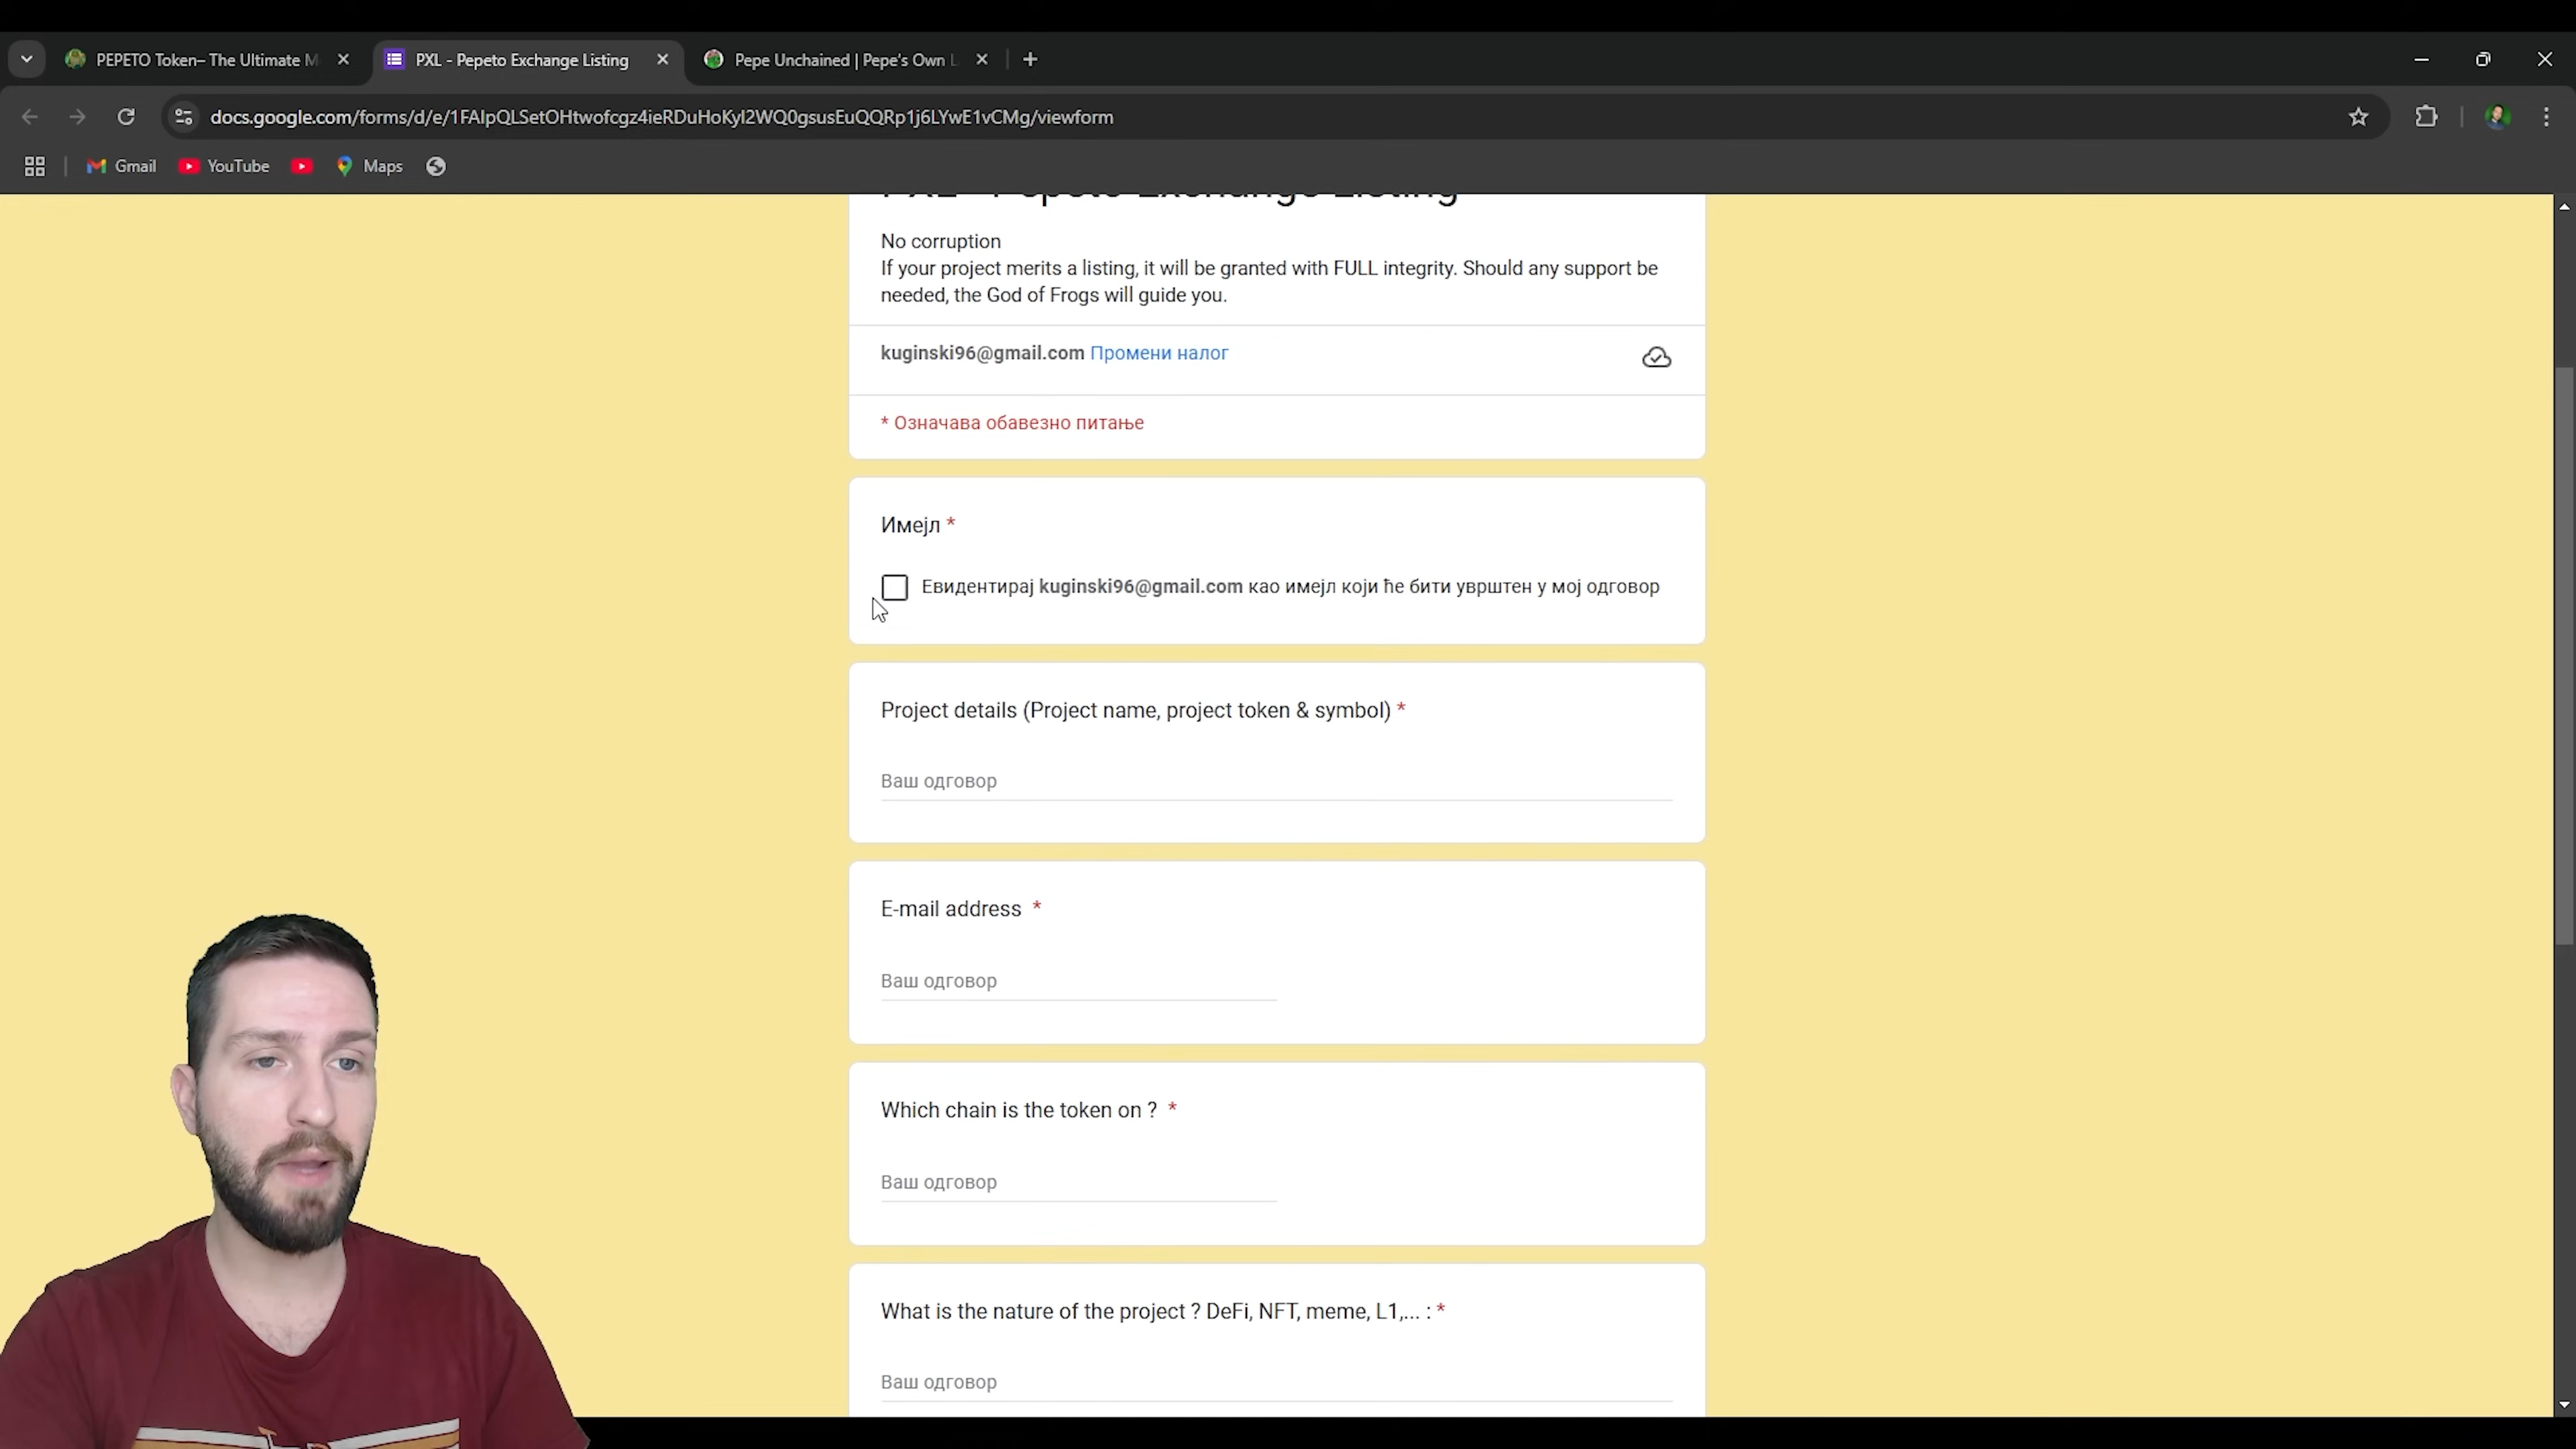 PEPETO Token– The Ultimate M
PXL - Pepeto Exchange Listing
Pepe Unchained | Pepe's Own L
docs.google.com/forms/d/e/1FAIpQLSetOHtwofcgz4ieRDuHoKyI2WQ0gsusEuQQRp1j6LYwE1vCMg/viewform
Gmail
YouTube
Maps
PXL - Pepeto Exchange Listing
No corruption
If your project merits a listing, it will be granted with FULL integrity. Should any support be
needed, the God of Frogs will guide you.
kuginski96@gmail.com Промени налог
* Означава обавезно питање
Имејл *
Евидентирај kuginski96@gmail.com као имејл који ће бити уврштен у мој одговор
Project details (Project name, project token & symbol) *
Ваш одговор
E-mail address *
Ваш одговор
Which chain is the token on ? *
Ваш одговор
What is the nature of the project ? DeFi, NFT, meme, L1,... : *
Ваш одговор